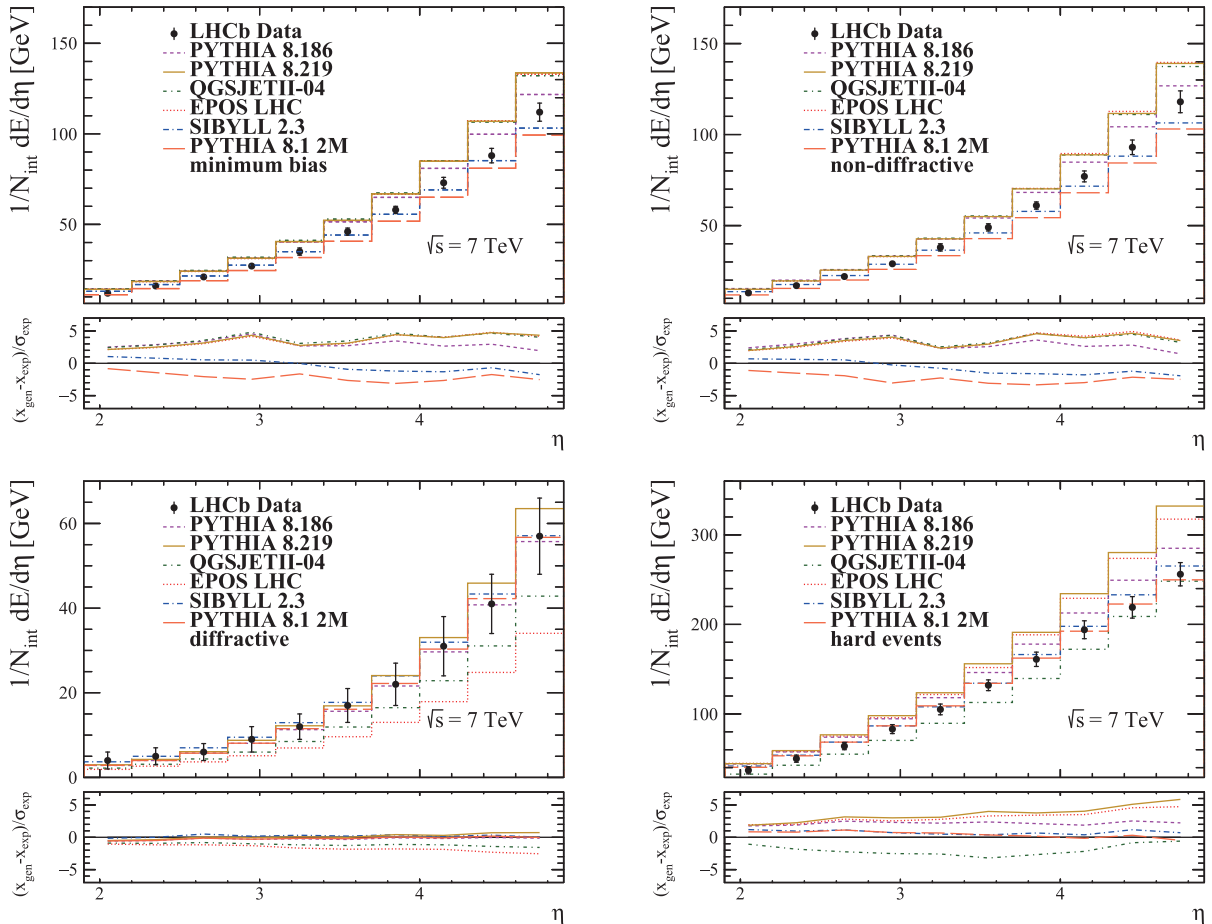 1/N_int dE/dη [GeV]
150
100
50
LHCb Data
PYTHIA 8.186
PYTHIA 8.219
QGSJETII-04
EPOS LHC
SIBYLL 2.3
PYTHIA 8.1 2M
minimum bias
√s = 7 TeV
(x_gen-x_exp)/σ_exp
5
0
−5
2 3 4
η
1/N_int dE/dη [GeV]
150
100
50
LHCb Data
PYTHIA 8.186
PYTHIA 8.219
QGSJETII-04
EPOS LHC
SIBYLL 2.3
PYTHIA 8.1 2M
non-diffractive
√s = 7 TeV
(x_gen-x_exp)/σ_exp
5
0
−5
2 3 4
η
1/N_int dE/dη [GeV]
60
40
20
0
LHCb Data
PYTHIA 8.186
PYTHIA 8.219
QGSJETII-04
EPOS LHC
SIBYLL 2.3
PYTHIA 8.1 2M
diffractive
√s = 7 TeV
(x_gen-x_exp)/σ_exp
5
0
−5
2 3 4
η
1/N_int dE/dη [GeV]
300
200
100
LHCb Data
PYTHIA 8.186
PYTHIA 8.219
QGSJETII-04
EPOS LHC
SIBYLL 2.3
PYTHIA 8.1 2M
hard events
√s = 7 TeV
(x_gen-x_exp)/σ_exp
5
0
−5
2 3 4
η